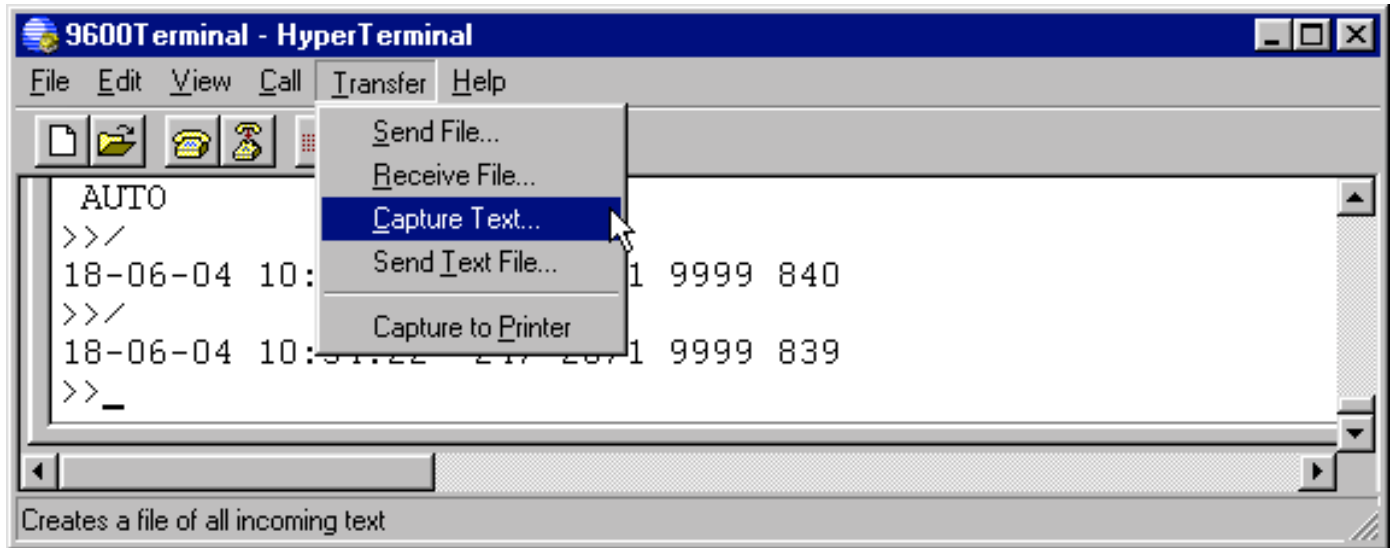 9600Terminal - HyperTerminal
File Edit View Call Transfer Help
Send File...
Receive File...
Capture Text...
Send Text File...
Capture to Printer
AUTO
>>/
18-06-04 10: 1 9999 840
>>/
18-06-04 10: 1 9999 839
>>_
Creates a file of all incoming text